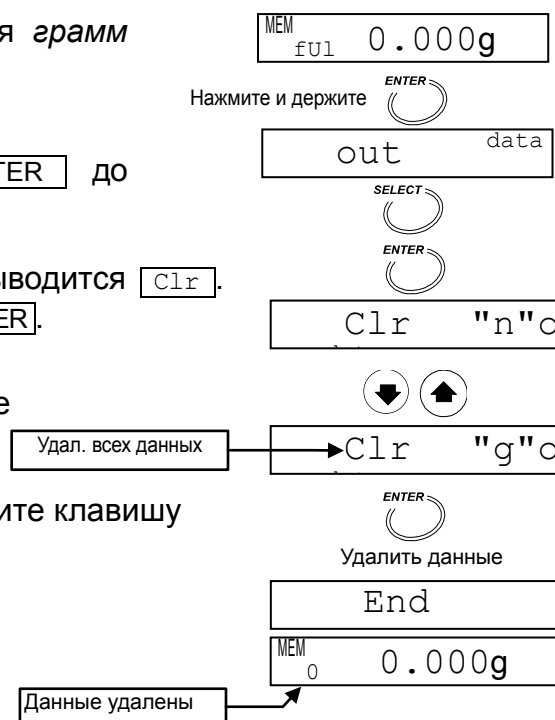 я грамм
MEM
fUl 0.000g
ENTER
Нажмите и держите
out data
TER до
SELECT
ENTER
ыводится Clr.
ER.
Clr "n"o
е
Удал. всех данных
Clr "g"o
ите клавишу
ENTER
Удалить данные
End
MEM
0 0.000g
Данные удалены